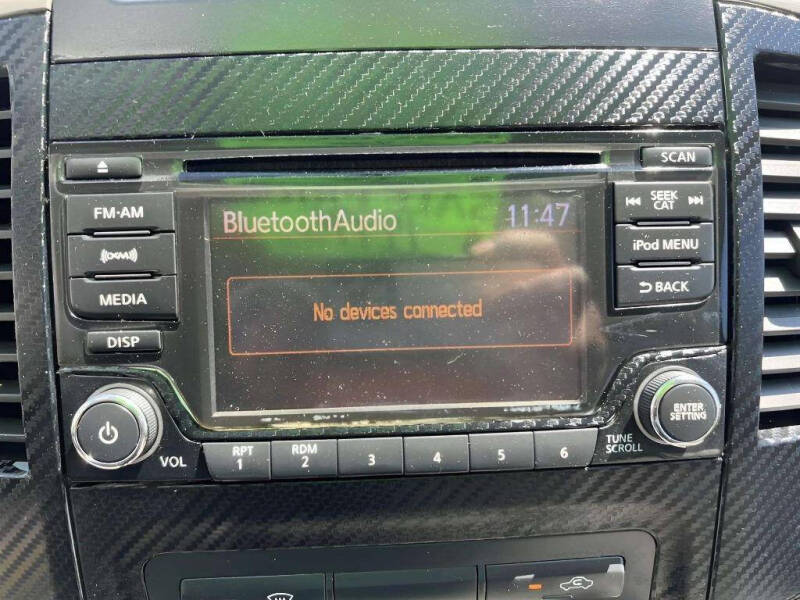 SCAN
FM·AM
SEEK
CAT
XM
iPod MENU
MEDIA
BACK
DISP
BluetoothAudio 11:47
No devices connected
VOL
RPT
1
RDM
2
3
4
5
6
TUNE
SCROLL
ENTER
SETTING